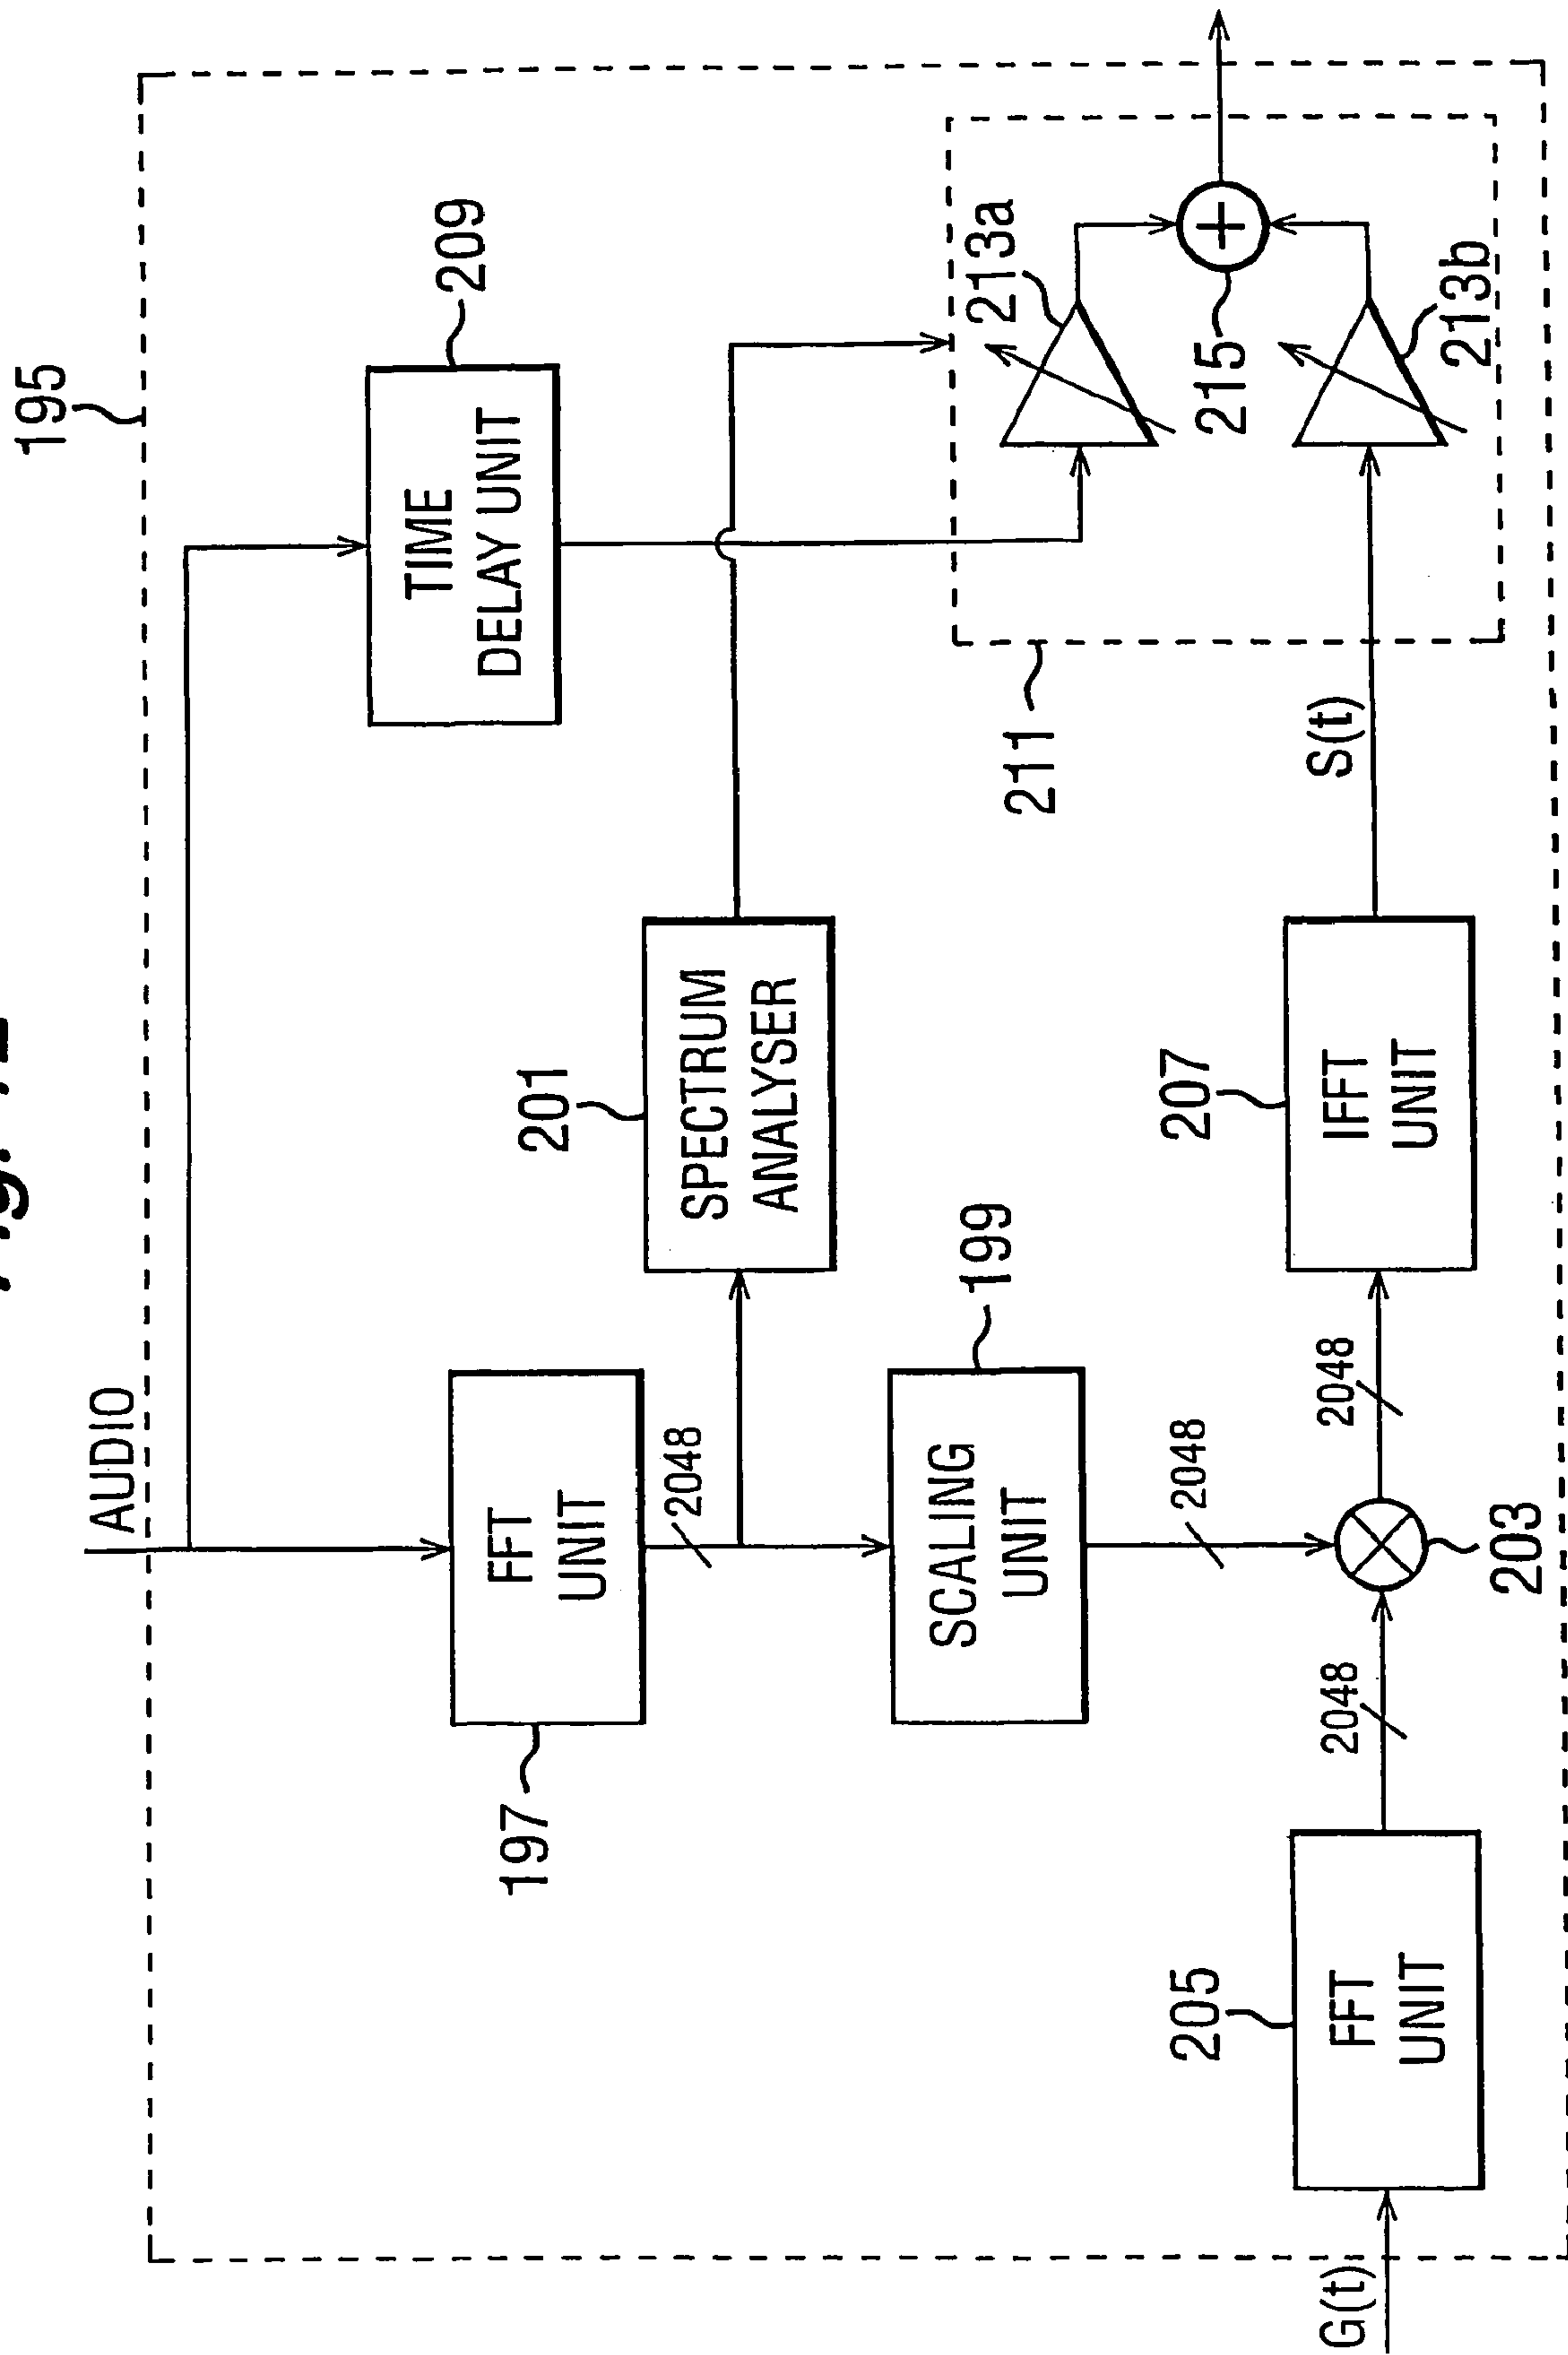 195
AUDIO
TIME
DELAY UNIT
209
FFT
UNIT
197
2048
201
SPECTRUM
ANALYSER
SCALING
UNIT
199
2048
211
213a
215
213b
G(t)
205
FFT
UNIT
2048
203
2048
207
IFFT
UNIT
S(t)